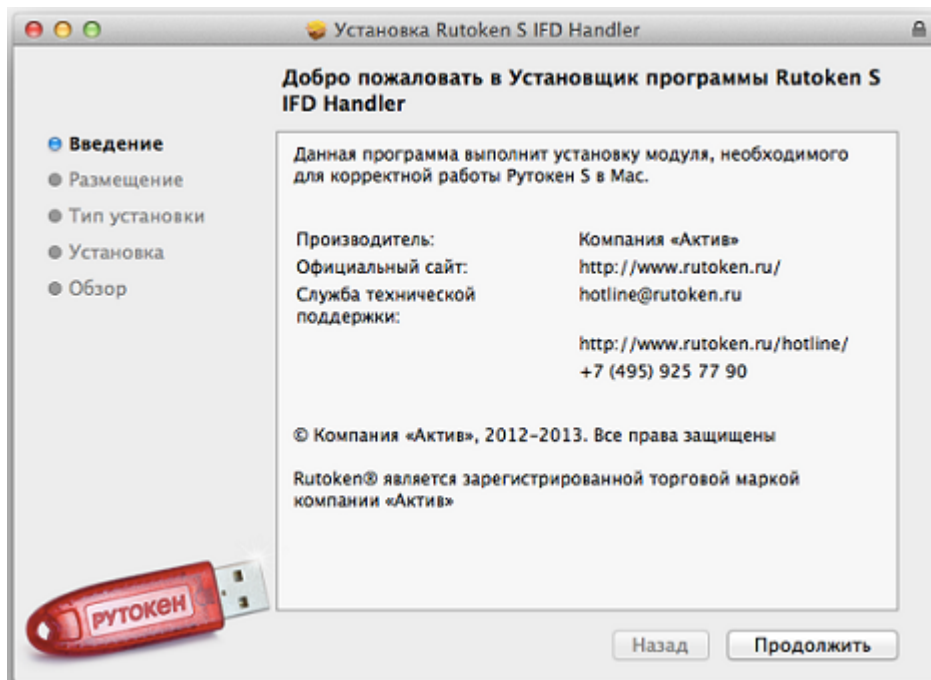 Установка Rutoken S IFD Handler
Добро пожаловать в Установщик программы Rutoken S
IFD Handler
Введение
Размещение
Тип установки
Установка
Обзор
Данная программа выполнит установку модуля, необходимого
для корректной работы Рутокен S в Mac.
Производитель: Компания «Актив»
Официальный сайт: http://www.rutoken.ru/
Служба технической hotline@rutoken.ru
поддержки:
http://www.rutoken.ru/hotline/
+7 (495) 925 77 90
© Компания «Актив», 2012–2013. Все права защищены
Rutoken® является зарегистрированной торговой маркой
компании «Актив»
РУТОКЕН
Назад Продолжить